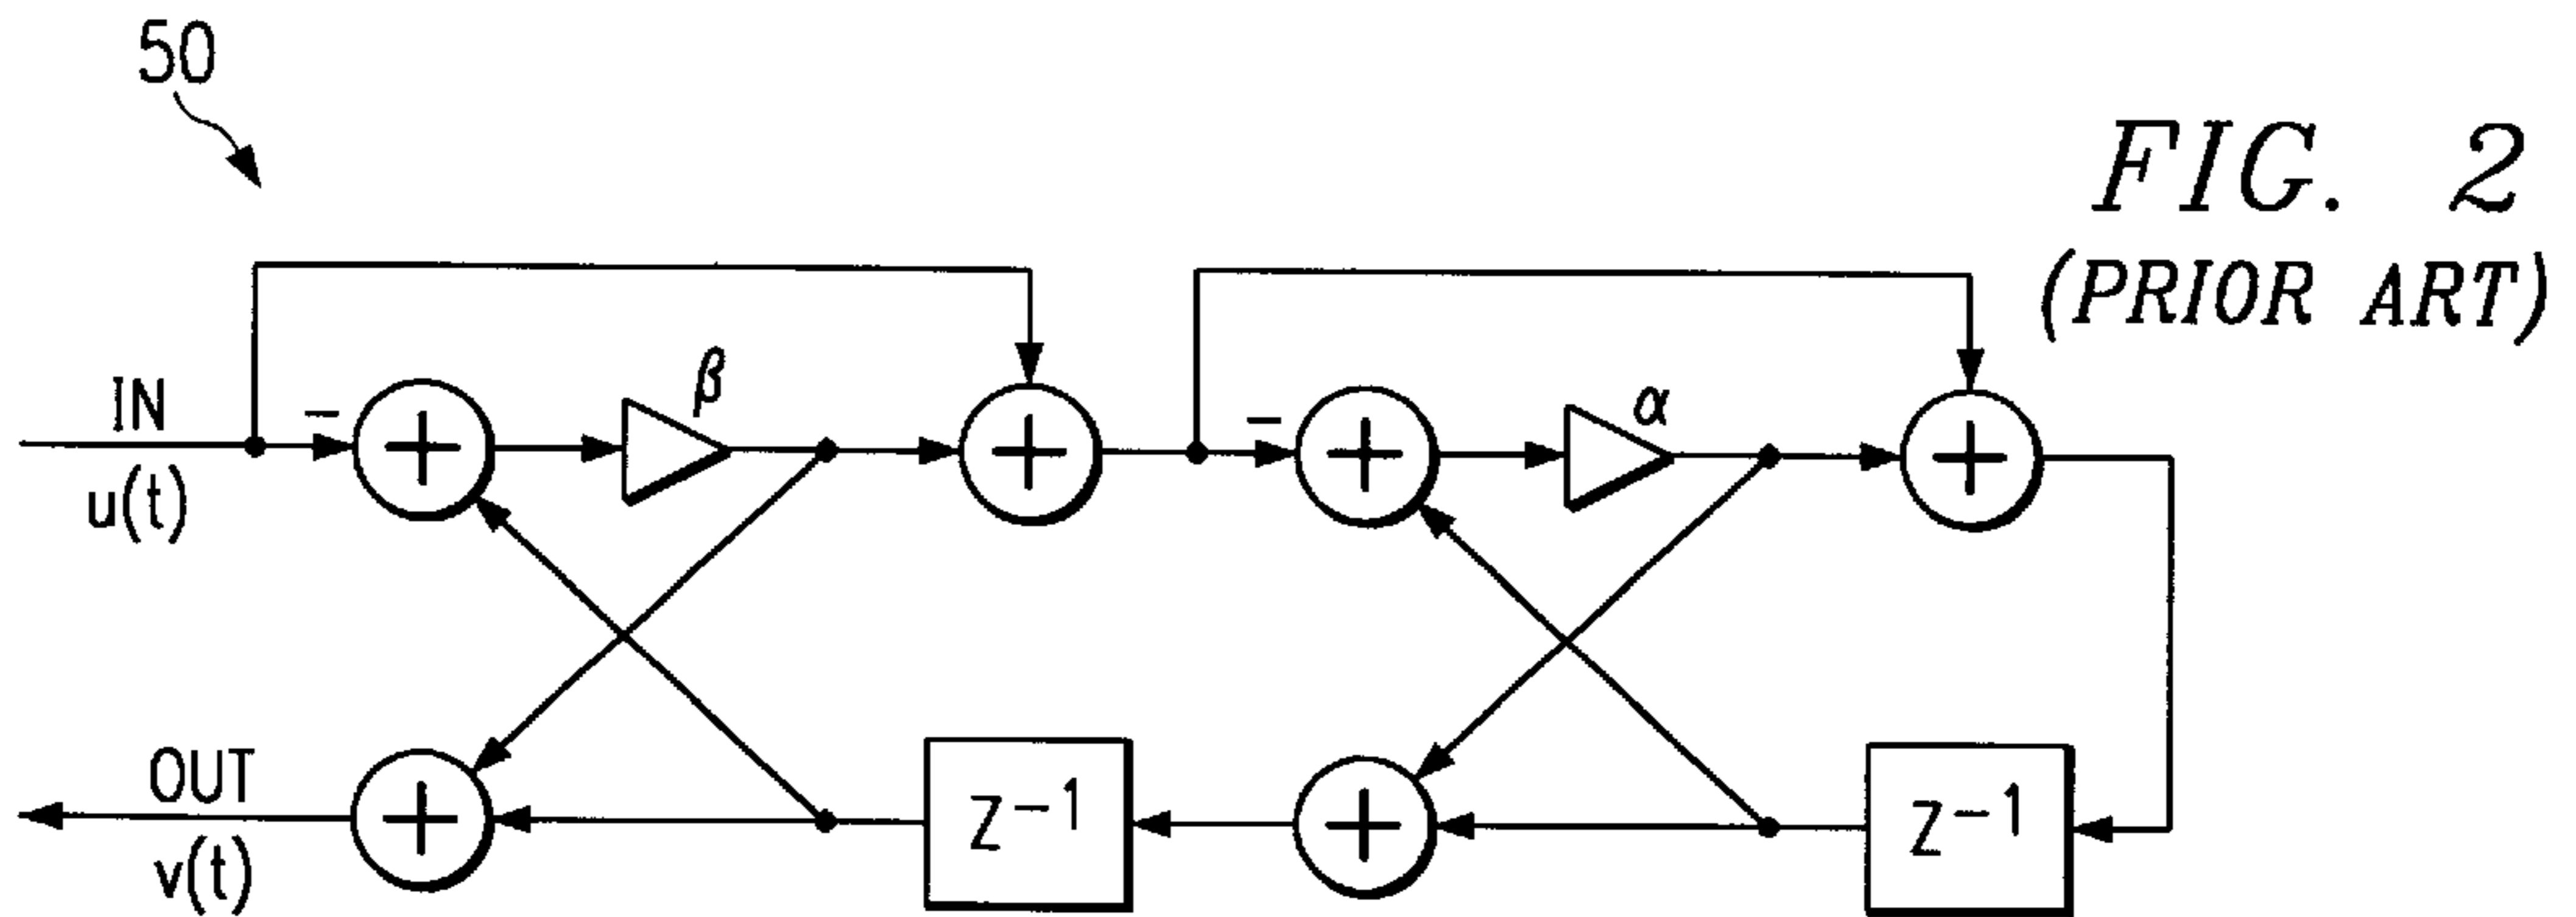 50
FIG. 2
(PRIOR ART)
IN
u(t)
−
+
β
+
−
+
α
+
OUT
v(t)
+
Z⁻¹
+
Z⁻¹